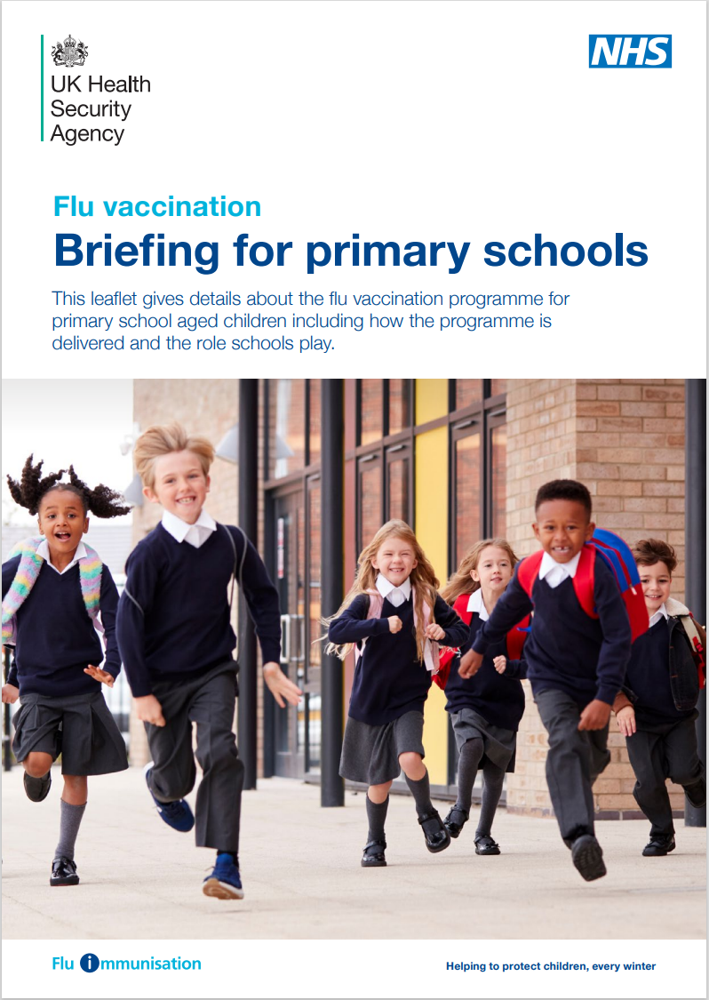 UK Health
Security
Agency
NHS
Flu vaccination
Briefing for primary schools
This leaflet gives details about the flu vaccination programme for
primary school aged children including how the programme is
delivered and the role schools play.
Flu immunisation
Helping to protect children, every winter